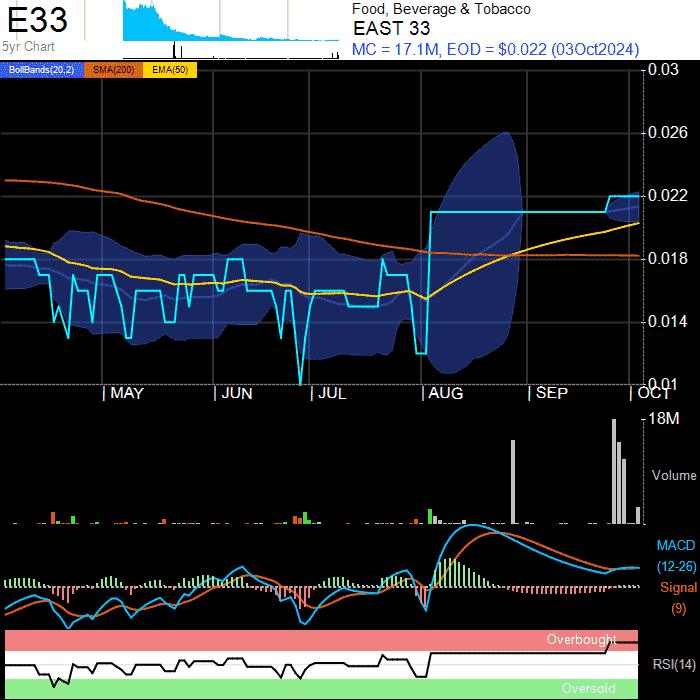 E33
5yr Chart
Food, Beverage & Tobacco
EAST 33
MC = 17.1M, EOD = $0.022 (03Oct2024)
BollBands(20,2) SMA(200) EMA(50)
0.03
0.026
0.022
0.018
0.014
0.01
MAY JUN JUL AUG SEP OCT
18M
Volume
MACD
(12-26)
Signal
(9)
Overbought
RSI(14)
Oversold